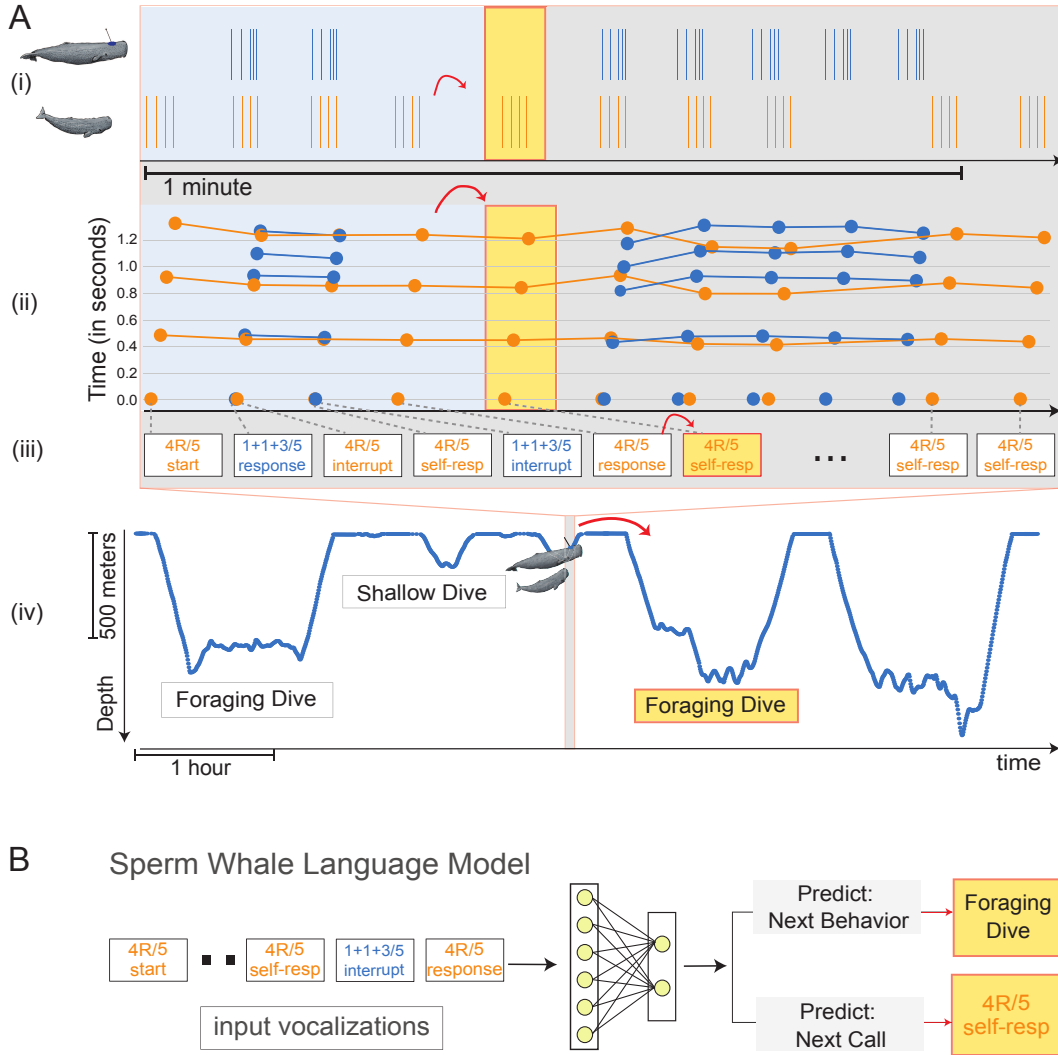 A
(i)
1 minute
Time (in seconds)
1.2
1.0
0.8
0.6
0.4
0.2
0.0
(ii)
(iii)
4R/5
start
1+1+3/5
response
4R/5
interrupt
4R/5
self-resp
1+1+3/5
interrupt
4R/5
response
4R/5
self-resp
...
4R/5
self-resp
4R/5
self-resp
(iv)
500 meters
Depth
Shallow Dive
Foraging Dive
Foraging Dive
1 hour
time
B
Sperm Whale Language Model
4R/5
start
4R/5
self-resp
1+1+3/5
interrupt
4R/5
response
input vocalizations
Predict:
Next Behavior
Foraging
Dive
Predict:
Next Call
4R/5
self-resp